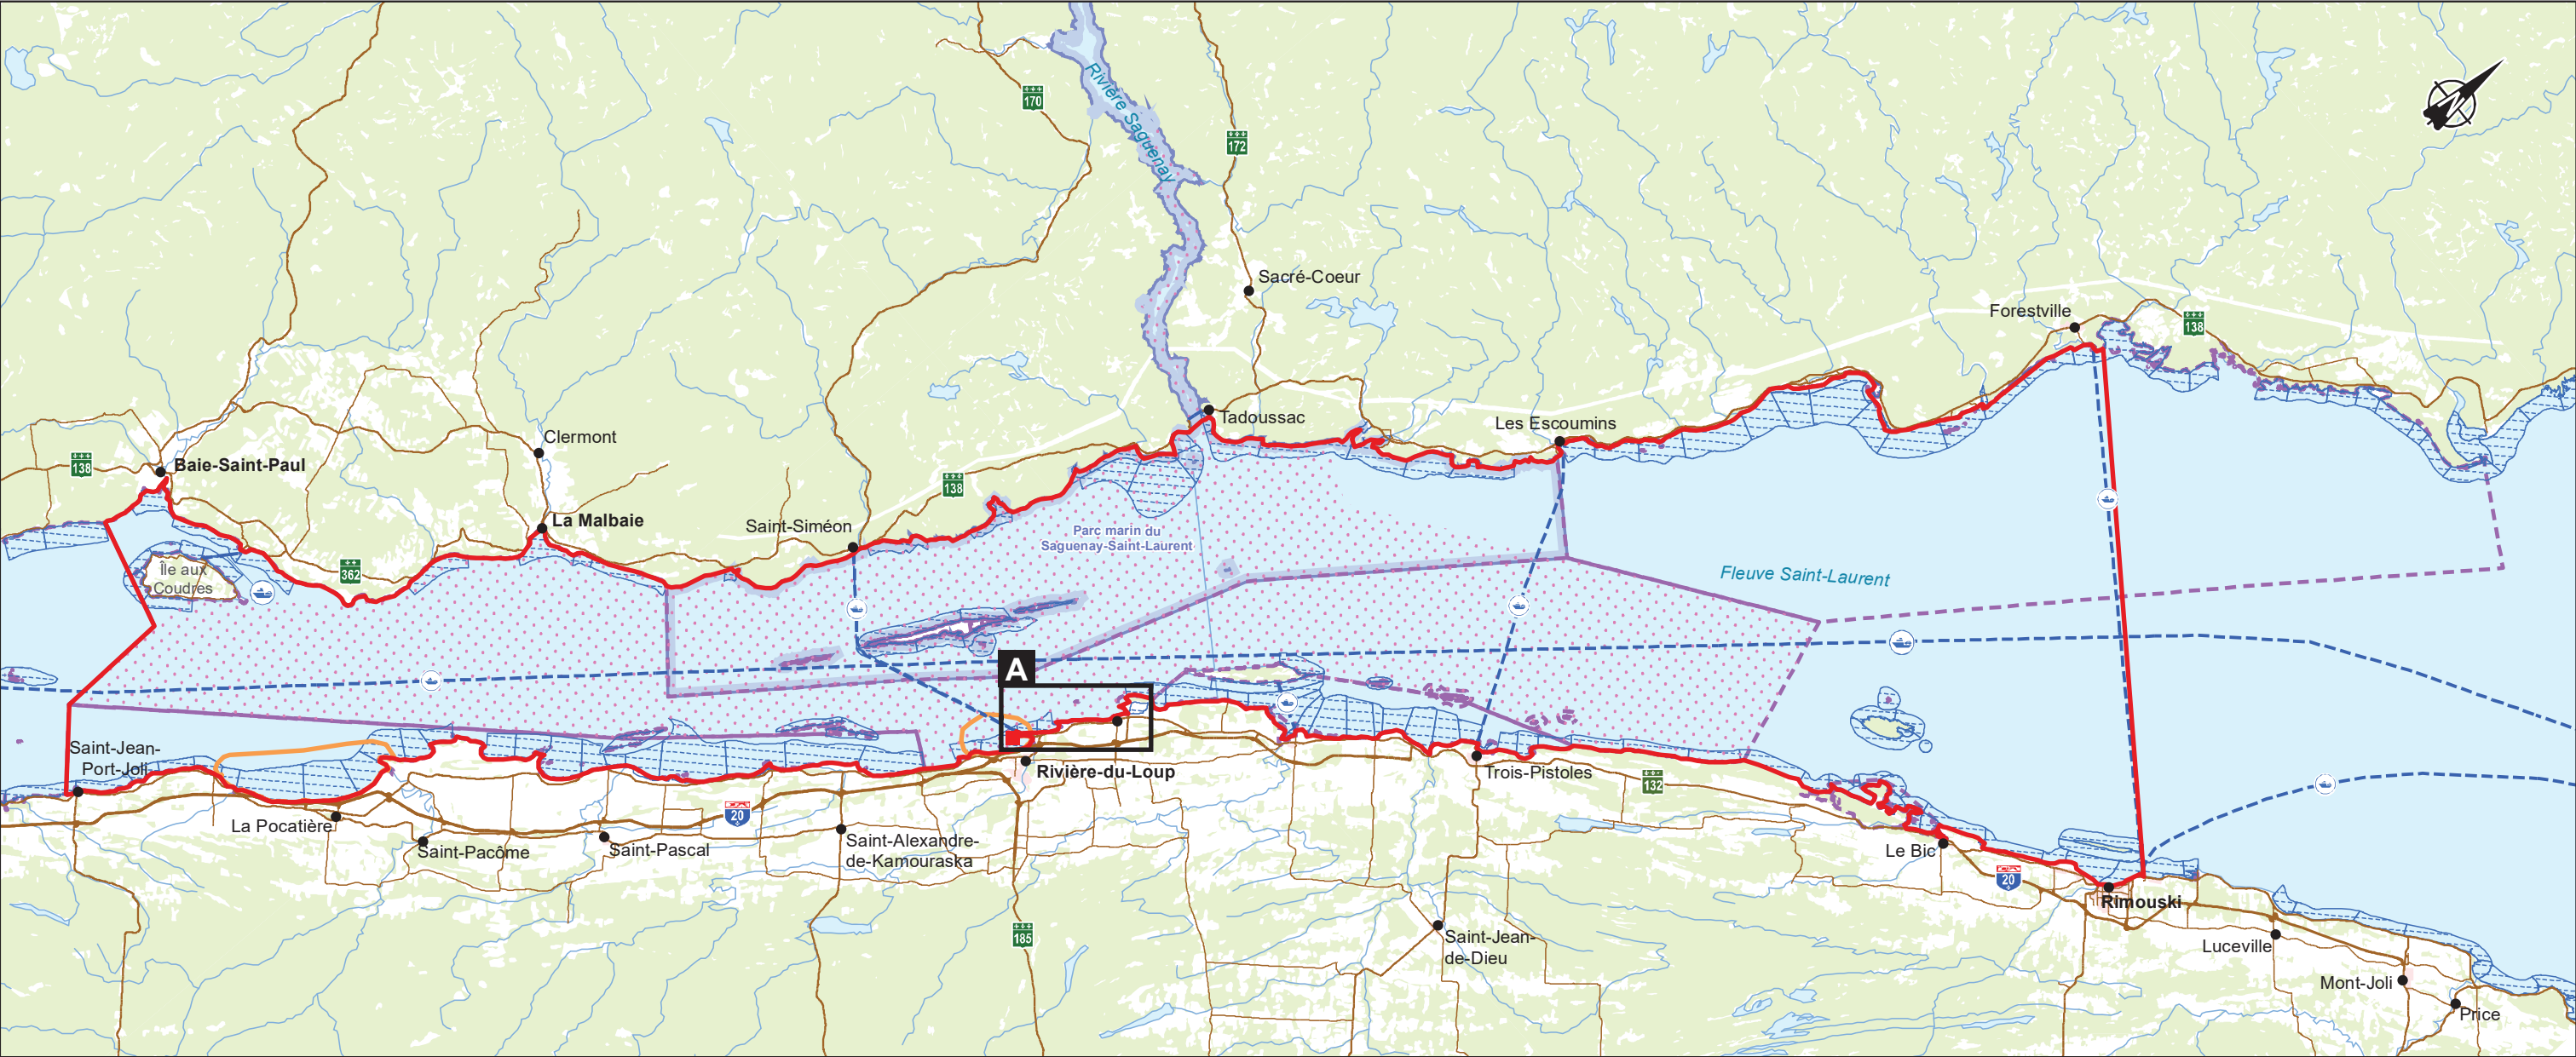 170
Rivière Saguenay
172
Sacré-Coeur
Forestville
138
Tadoussac
Les Escoumins
Clermont
138
Baie-Saint-Paul
138
La Malbaie
Saint-Siméon
Parc marin du
Saguenay-Saint-Laurent
Île aux
Coudres
362
Fleuve Saint-Laurent
A
Saint-Jean-
Port-Joli
Rivière-du-Loup
Trois-Pistoles
132
20
La Pocatière
Saint-Pacôme
Saint-Pascal
Saint-Alexandre-
de-Kamouraska
Le Bic
20
Rimouski
185
Saint-Jean-
de-Dieu
Luceville
Mont-Joli
Price